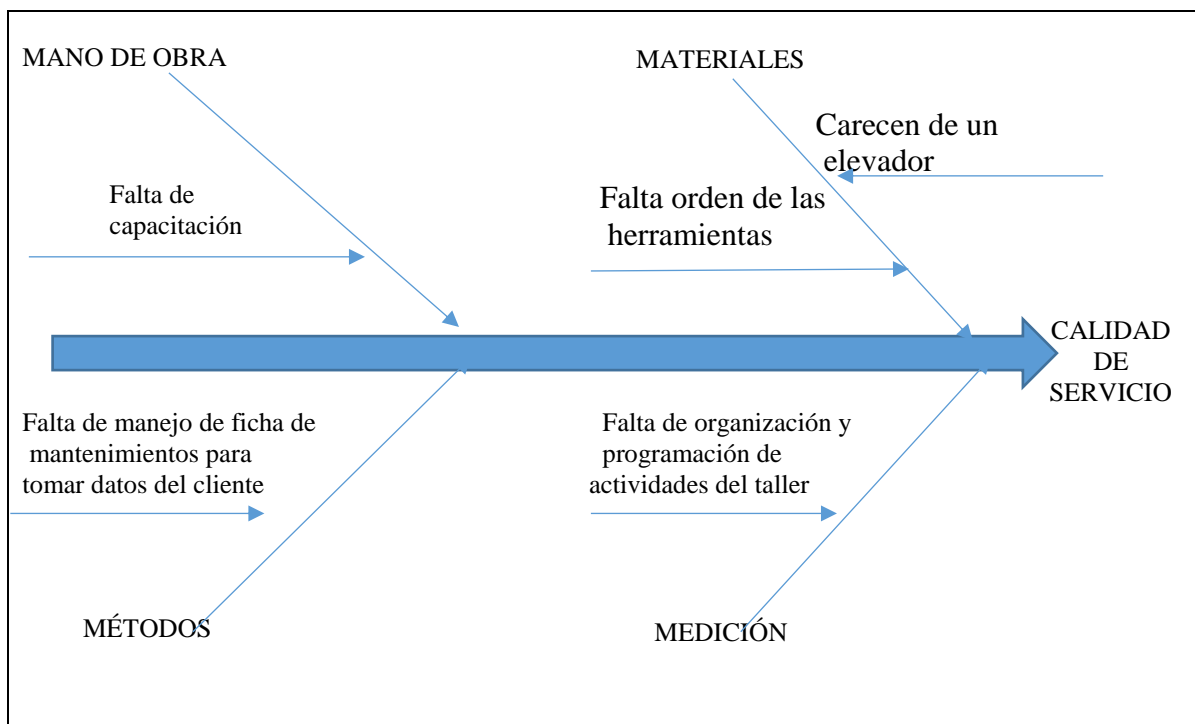 MANO DE OBRA
MATERIALES
Carecen de un
elevador
Falta de
capacitación
Falta orden de las
herramientas
CALIDAD
DE
SERVICIO
Falta de manejo de ficha de
mantenimientos para
tomar datos del cliente
Falta de organización y
programación de
actividades del taller
MÉTODOS
MEDICIÓN